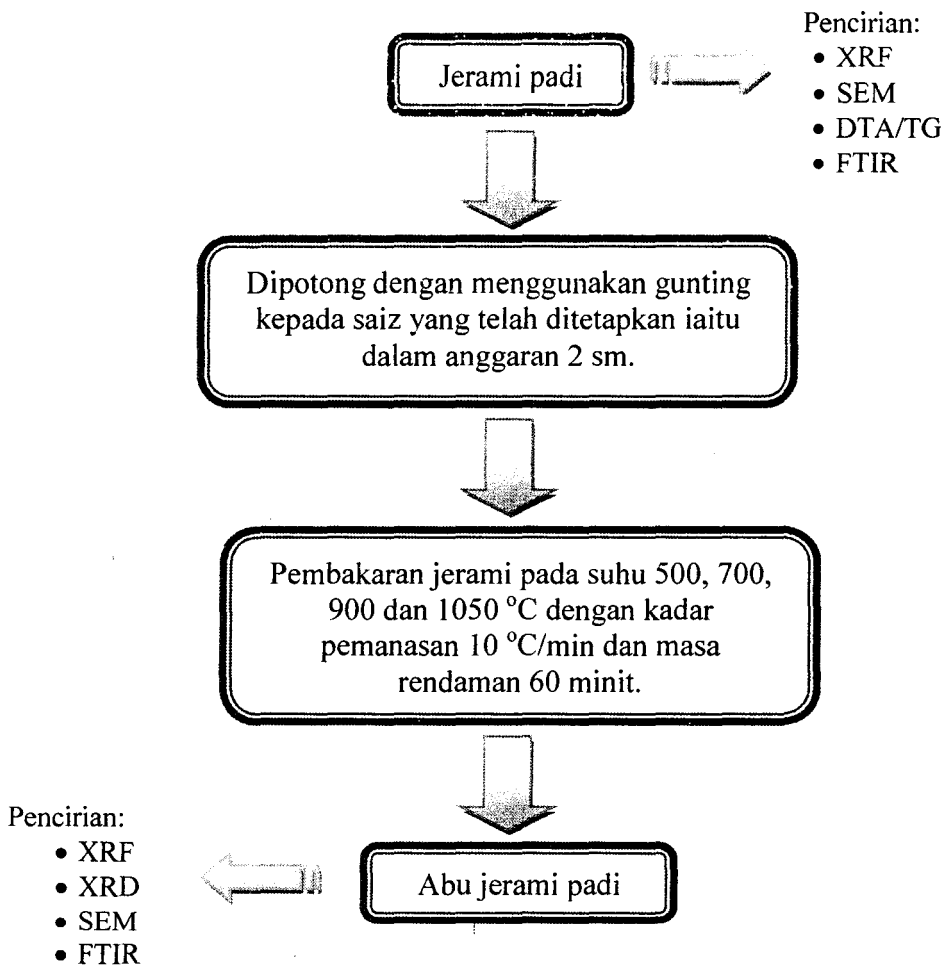 Jerami padi
Pencirian:
• XRF
• SEM
• DTA/TG
• FTIR
Dipotong dengan menggunakan gunting
kepada saiz yang telah ditetapkan iaitu
dalam anggaran 2 sm.
Pembakaran jerami pada suhu 500, 700,
900 dan 1050 °C dengan kadar
pemanasan 10 °C/min dan masa
rendaman 60 minit.
Abu jerami padi
Pencirian:
• XRF
• XRD
• SEM
• FTIR